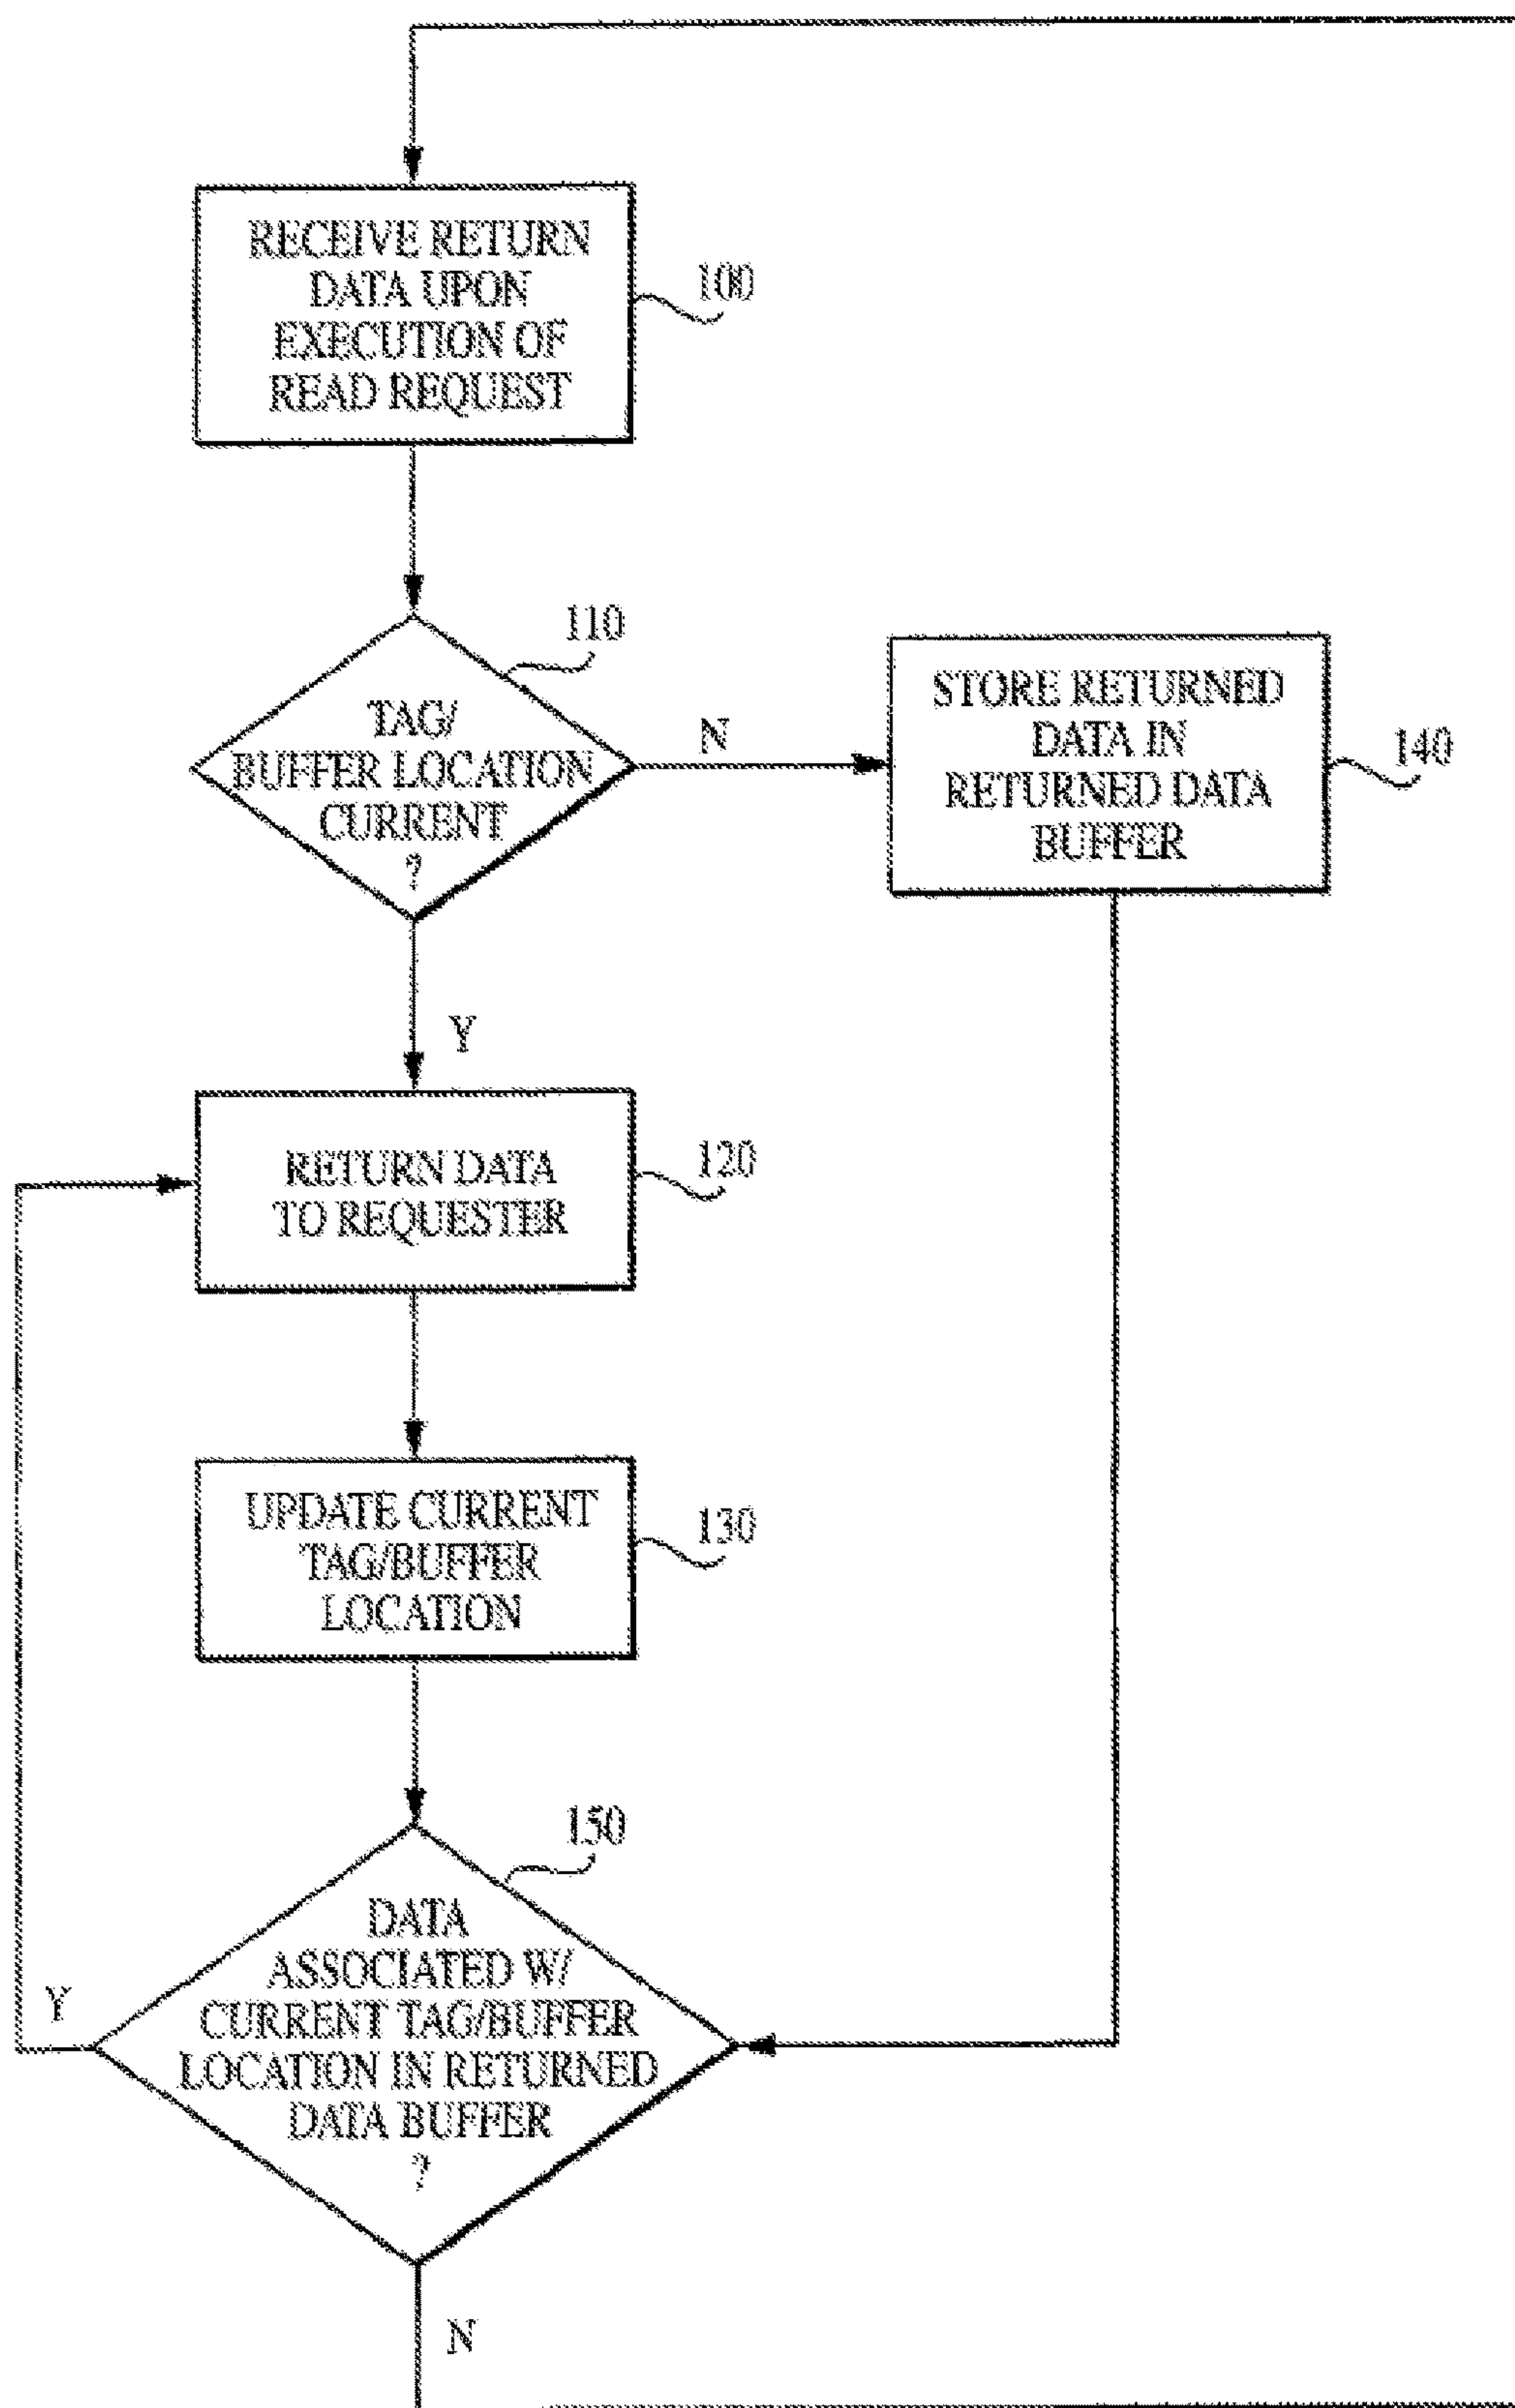 RECEIVE RETURN
DATA UPON
EXECUTION OF
READ REQUEST
100
110
TAG/
BUFFER LOCATION
CURRENT
?
N
STORE RETURNED
DATA IN
RETURNED DATA
BUFFER
140
Y
RETURN DATA
TO REQUESTER
120
UPDATE CURRENT
TAG/BUFFER
LOCATION
130
150
DATA
ASSOCIATED W/
CURRENT TAG/BUFFER
LOCATION IN RETURNED
DATA BUFFER
?
Y
N